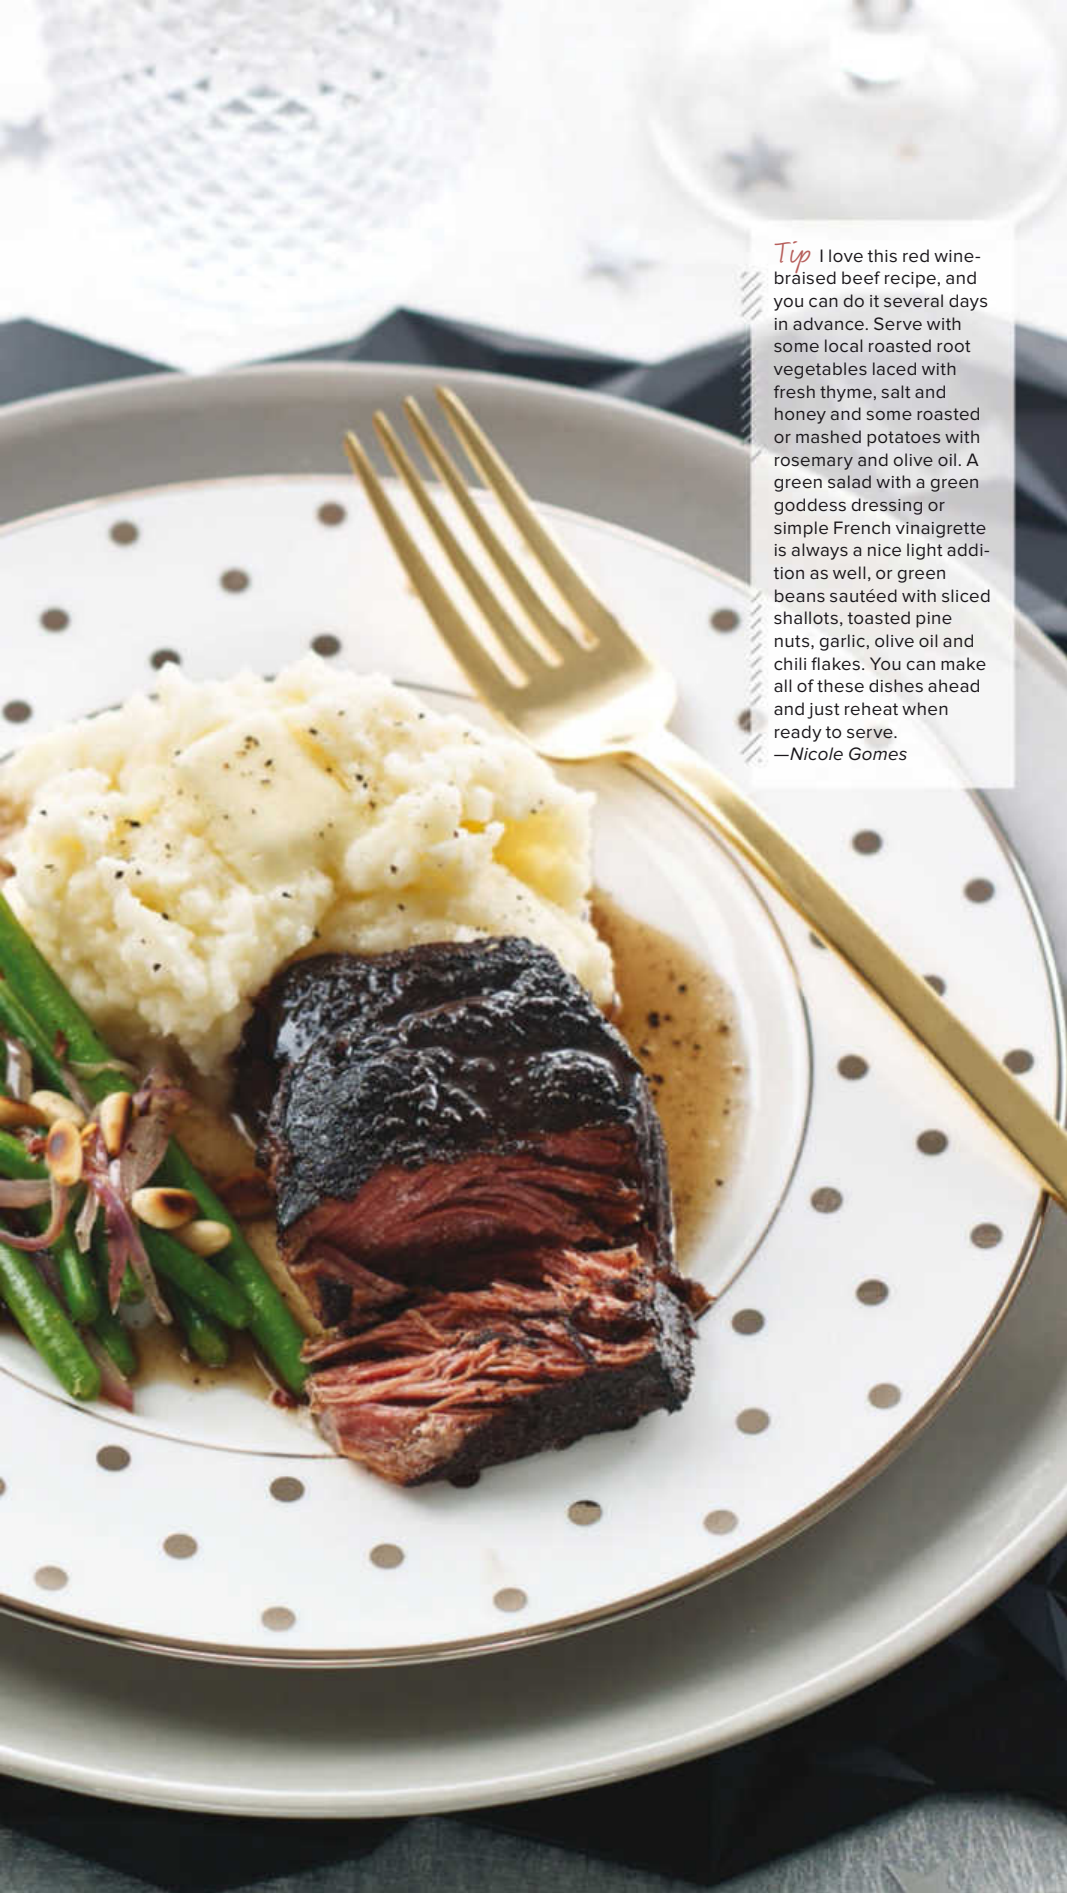 Tip I love this red wine-
braised beef recipe, and
you can do it several days
in advance. Serve with
some local roasted root
vegetables laced with
fresh thyme, salt and
honey and some roasted
or mashed potatoes with
rosemary and olive oil. A
green salad with a green
goddess dressing or
simple French vinaigrette
is always a nice light addi-
tion as well, or green
beans sautéed with sliced
shallots, toasted pine
nuts, garlic, olive oil and
chili flakes. You can make
all of these dishes ahead
and just reheat when
ready to serve.
—Nicole Gomes